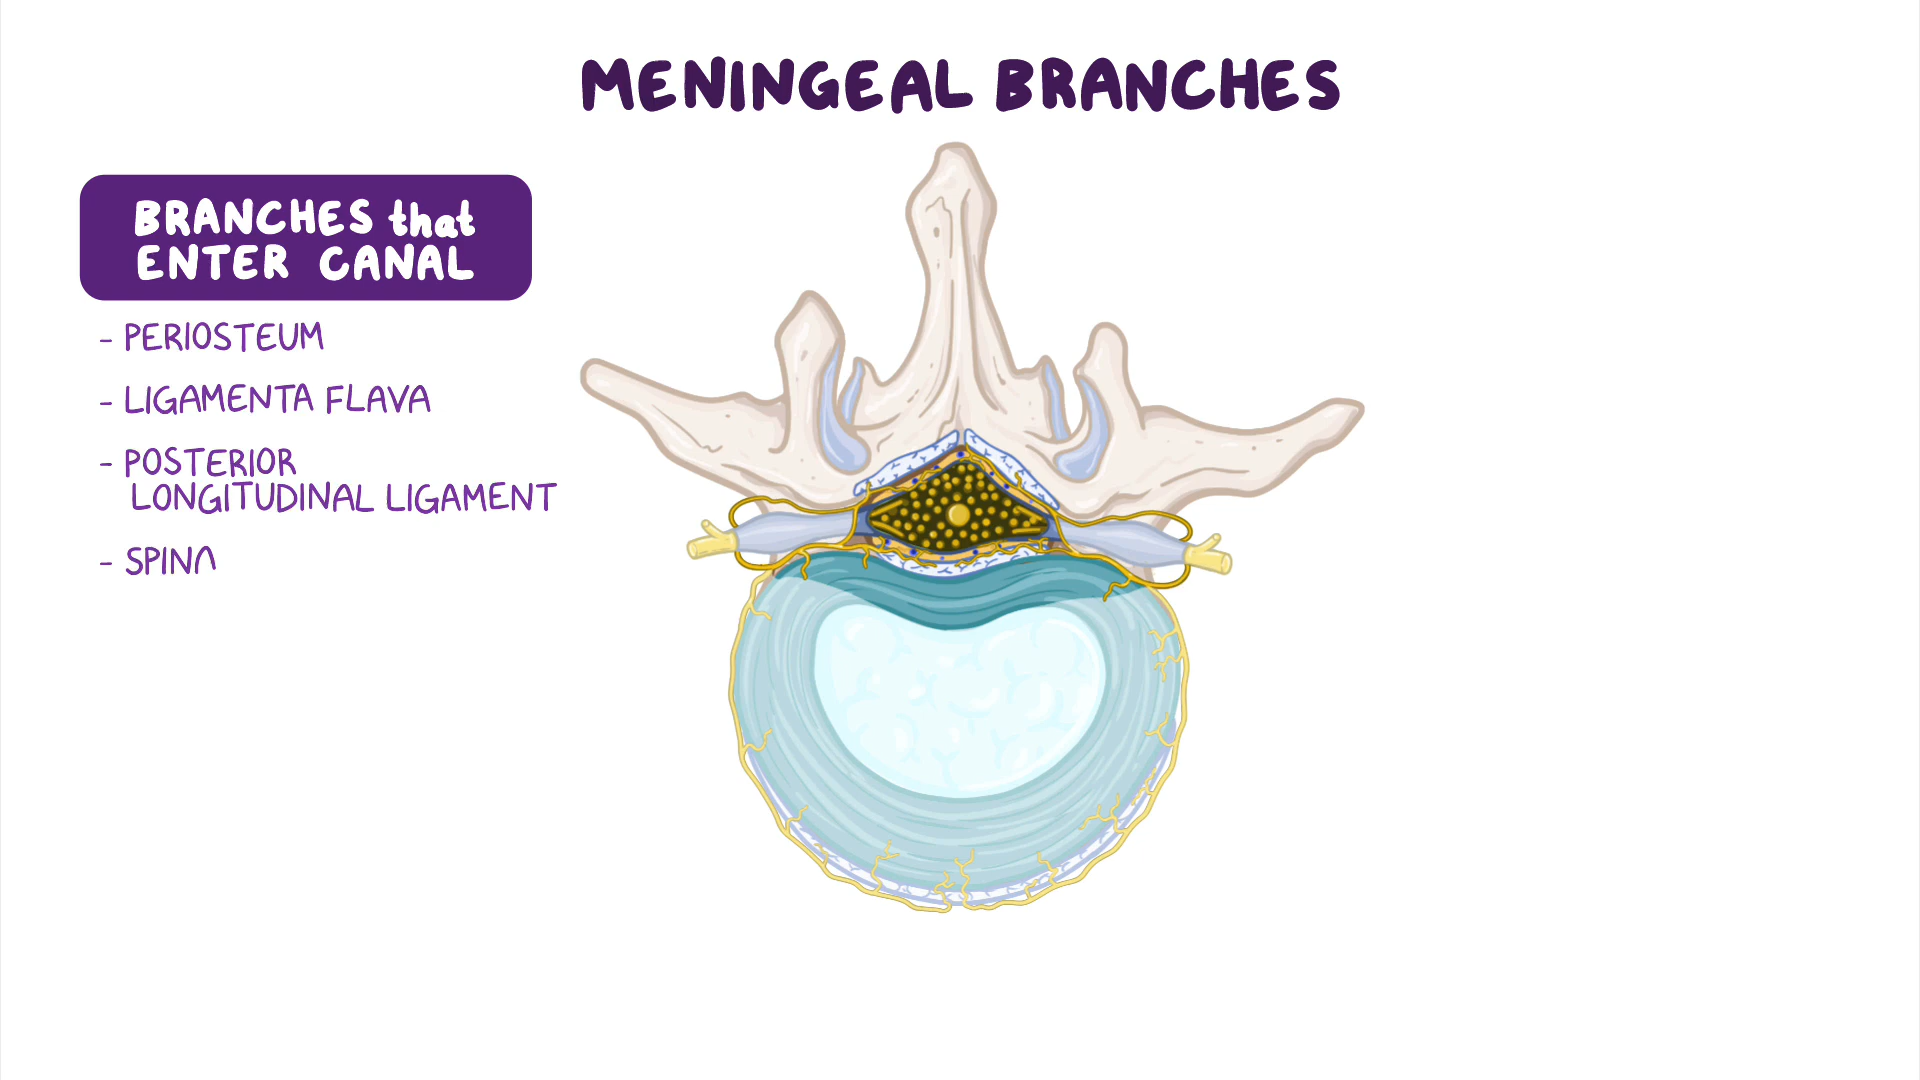 MENINGEAL BRANCHES
BRANCHES that
ENTER CANAL
- PERIOSTEUM
- LIGAMENTA FLAVA
- POSTERIOR
LONGITUDINAL LIGAMENT